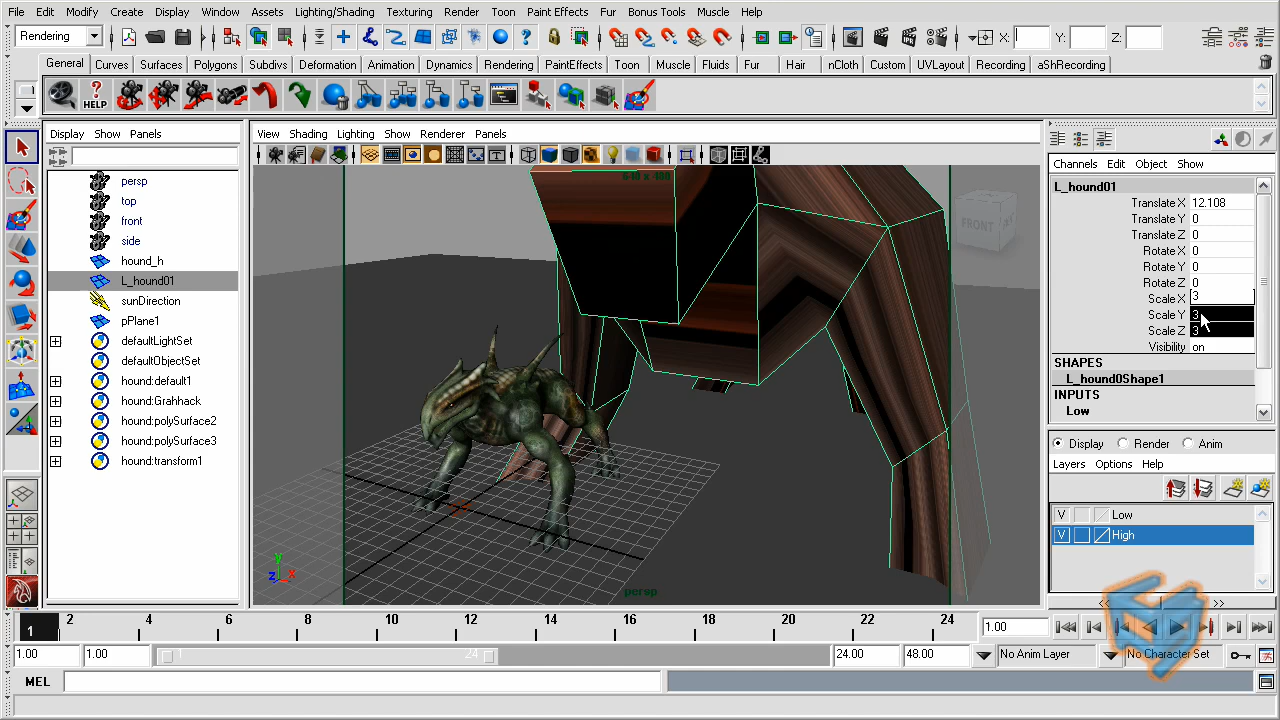 File Edit Modify Create Display Window Assets Lighting/Shading Texturing Render Toon Paint Effects Fur Bonus Tools Muscle Help
Rendering X: Y: Z:
General Curves Surfaces Polygons Subdivs Deformation Animation Dynamics Rendering PaintEffects Toon Muscle Fluids Fur Hair nCloth Custom UVLayout Recording aShRecording
HELP IPR
Display Show Panels
View Shading Lighting Show Renderer Panels
Channels Edit Object Show
persp
top
front
side
hound_h
L_hound01
sunDirection
pPlane1
defaultLightSet
defaultObjectSet
hound:default1
hound:Grahhack
hound:polySurface2
hound:polySurface3
hound:transform1
640 x 480
FRONT
y
z x
persp
L_hound01
Translate X 12.108
Translate Y 0
Translate Z 0
Rotate X 0
Rotate Y 0
Rotate Z 0
Scale X 3
Scale Y 3
Scale Z 3
Visibility on
SHAPES
L_hound0Shape1
INPUTS
Low
Display Render Anim
Layers Options Help
V Low
V High
1 2 4 6 8 10 12 14 16 18 20 22 24 1.00
1.00 1.00 1 24 24.00 48.00 No Anim Layer No Character Set
MEL